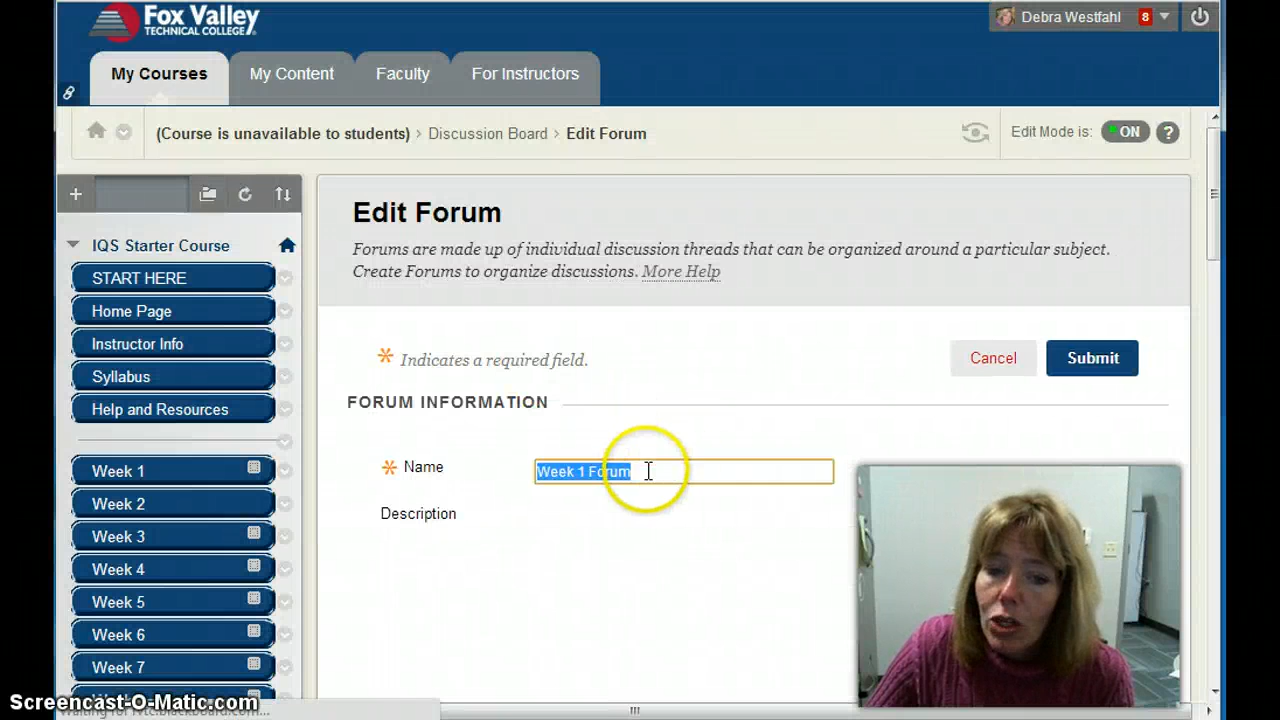 Fox Valley
TECHNICAL COLLEGE
Debra Westfahl 8
My Courses My Content Faculty For Instructors
(Course is unavailable to students) > Discussion Board > Edit Forum Edit Mode is: ON ?
IQS Starter Course
START HERE
Home Page
Instructor Info
Syllabus
Help and Resources
Week 1
Week 2
Week 3
Week 4
Week 5
Week 6
Week 7
Edit Forum
Forums are made up of individual discussion threads that can be organized around a particular subject.
Create Forums to organize discussions. More Help
* Indicates a required field.
Cancel Submit
FORUM INFORMATION
* Name Week 1 Forum
Description
Screencast-O-Matic.com